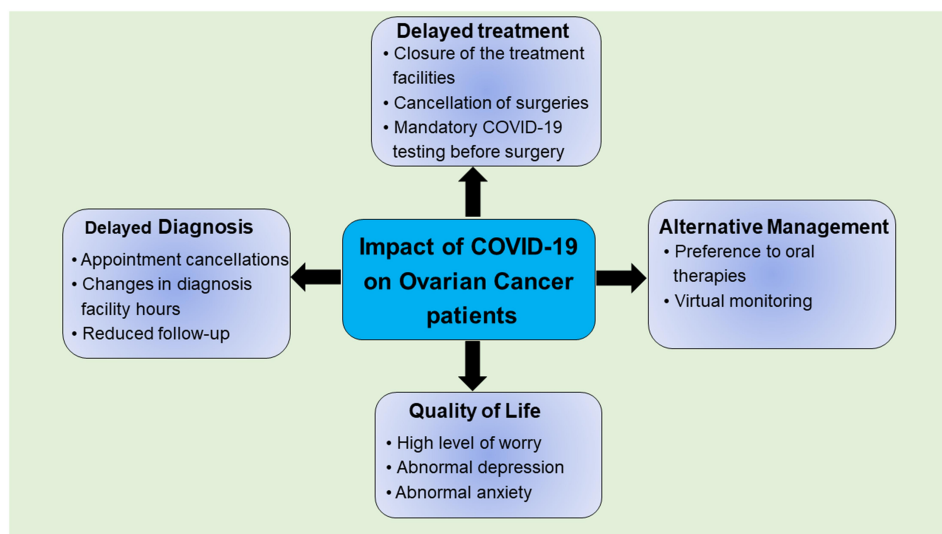 Delayed treatment
• Closure of the treatment
facilities
• Cancellation of surgeries
• Mandatory COVID-19
testing before surgery
Delayed Diagnosis
• Appointment cancellations
• Changes in diagnosis
facility hours
• Reduced follow-up
Impact of COVID-19
on Ovarian Cancer
patients
Alternative Management
• Preference to oral
therapies
• Virtual monitoring
Quality of Life
• High level of worry
• Abnormal depression
• Abnormal anxiety